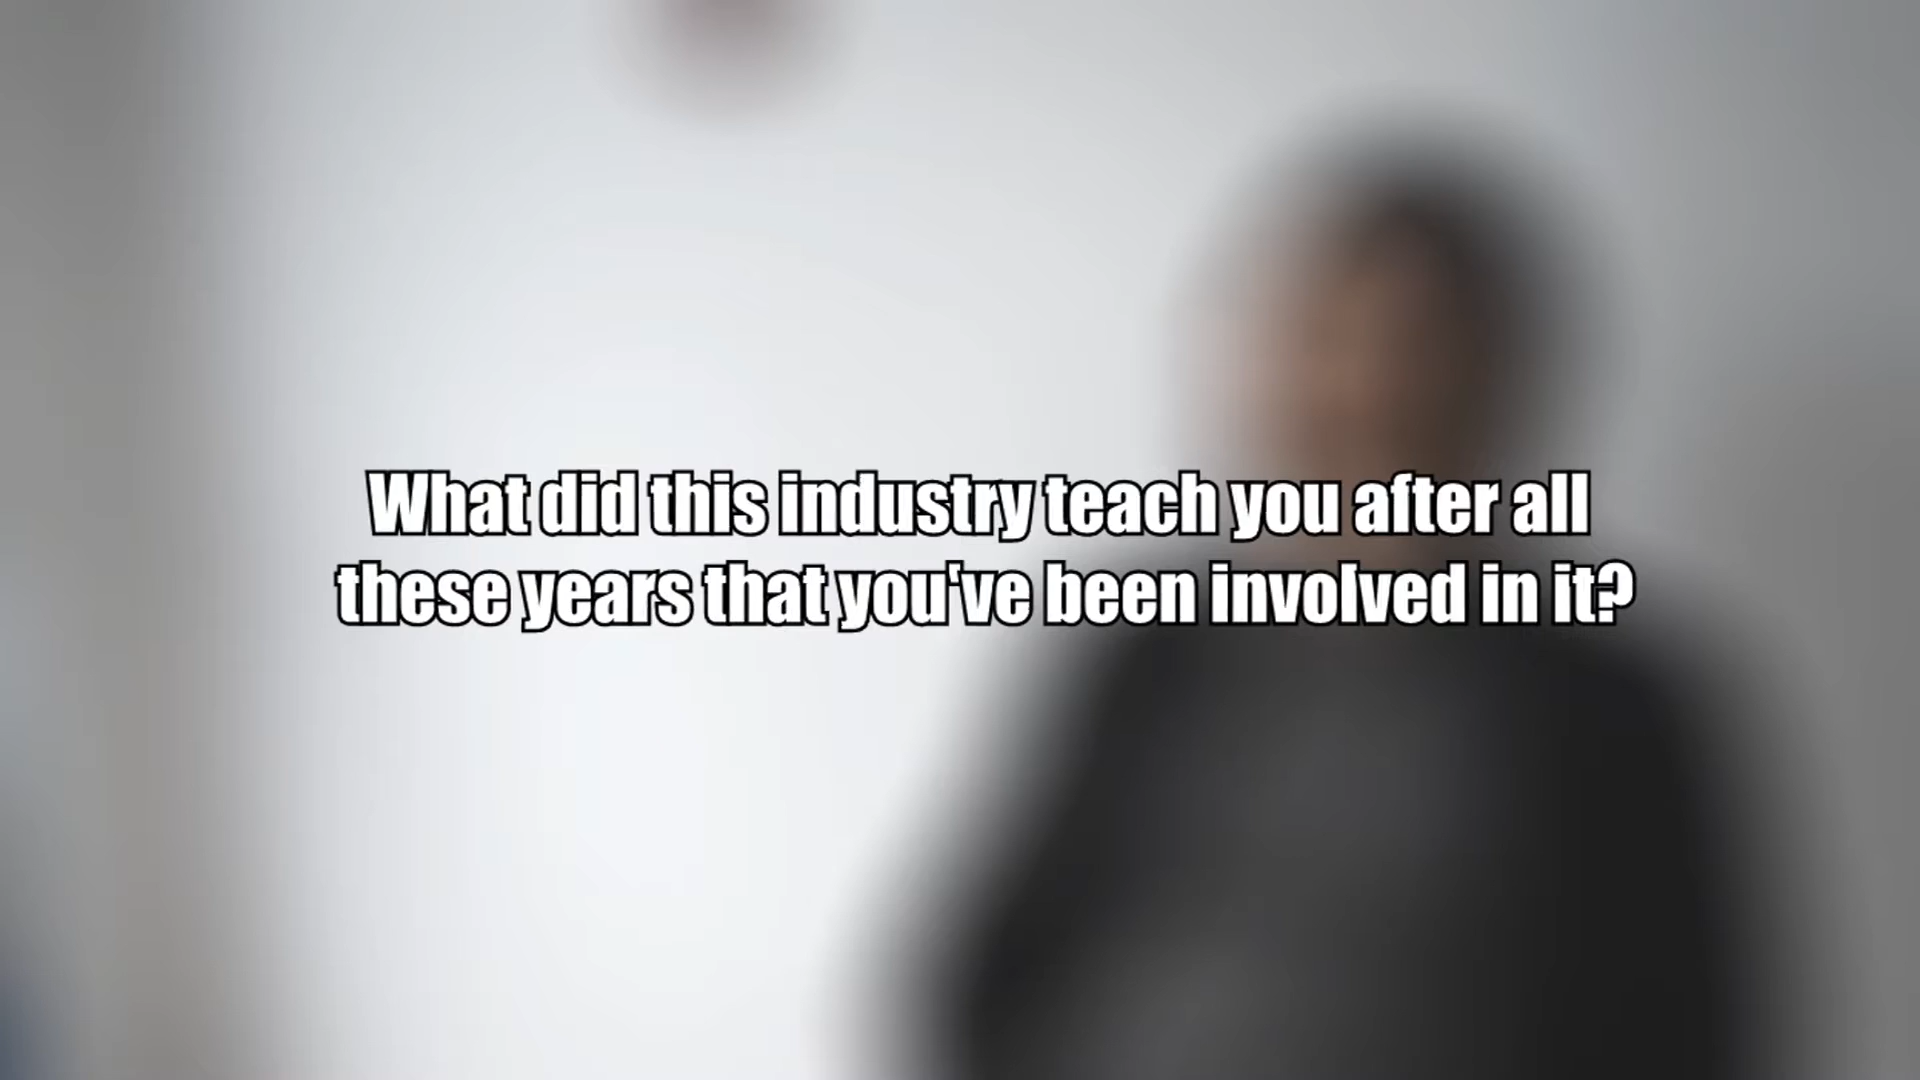 What did this industry teach you after all
these years that you've been involved in it?